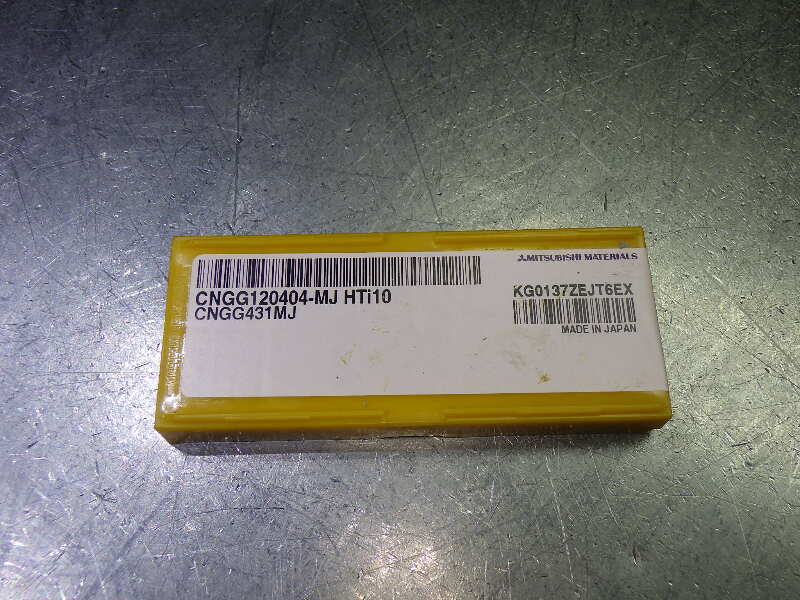 MITSUBISHI MATERIALS
CNGG120404-MJ HTi10
CNGG431MJ
KG0137ZEJT6EX
MADE IN JAPAN